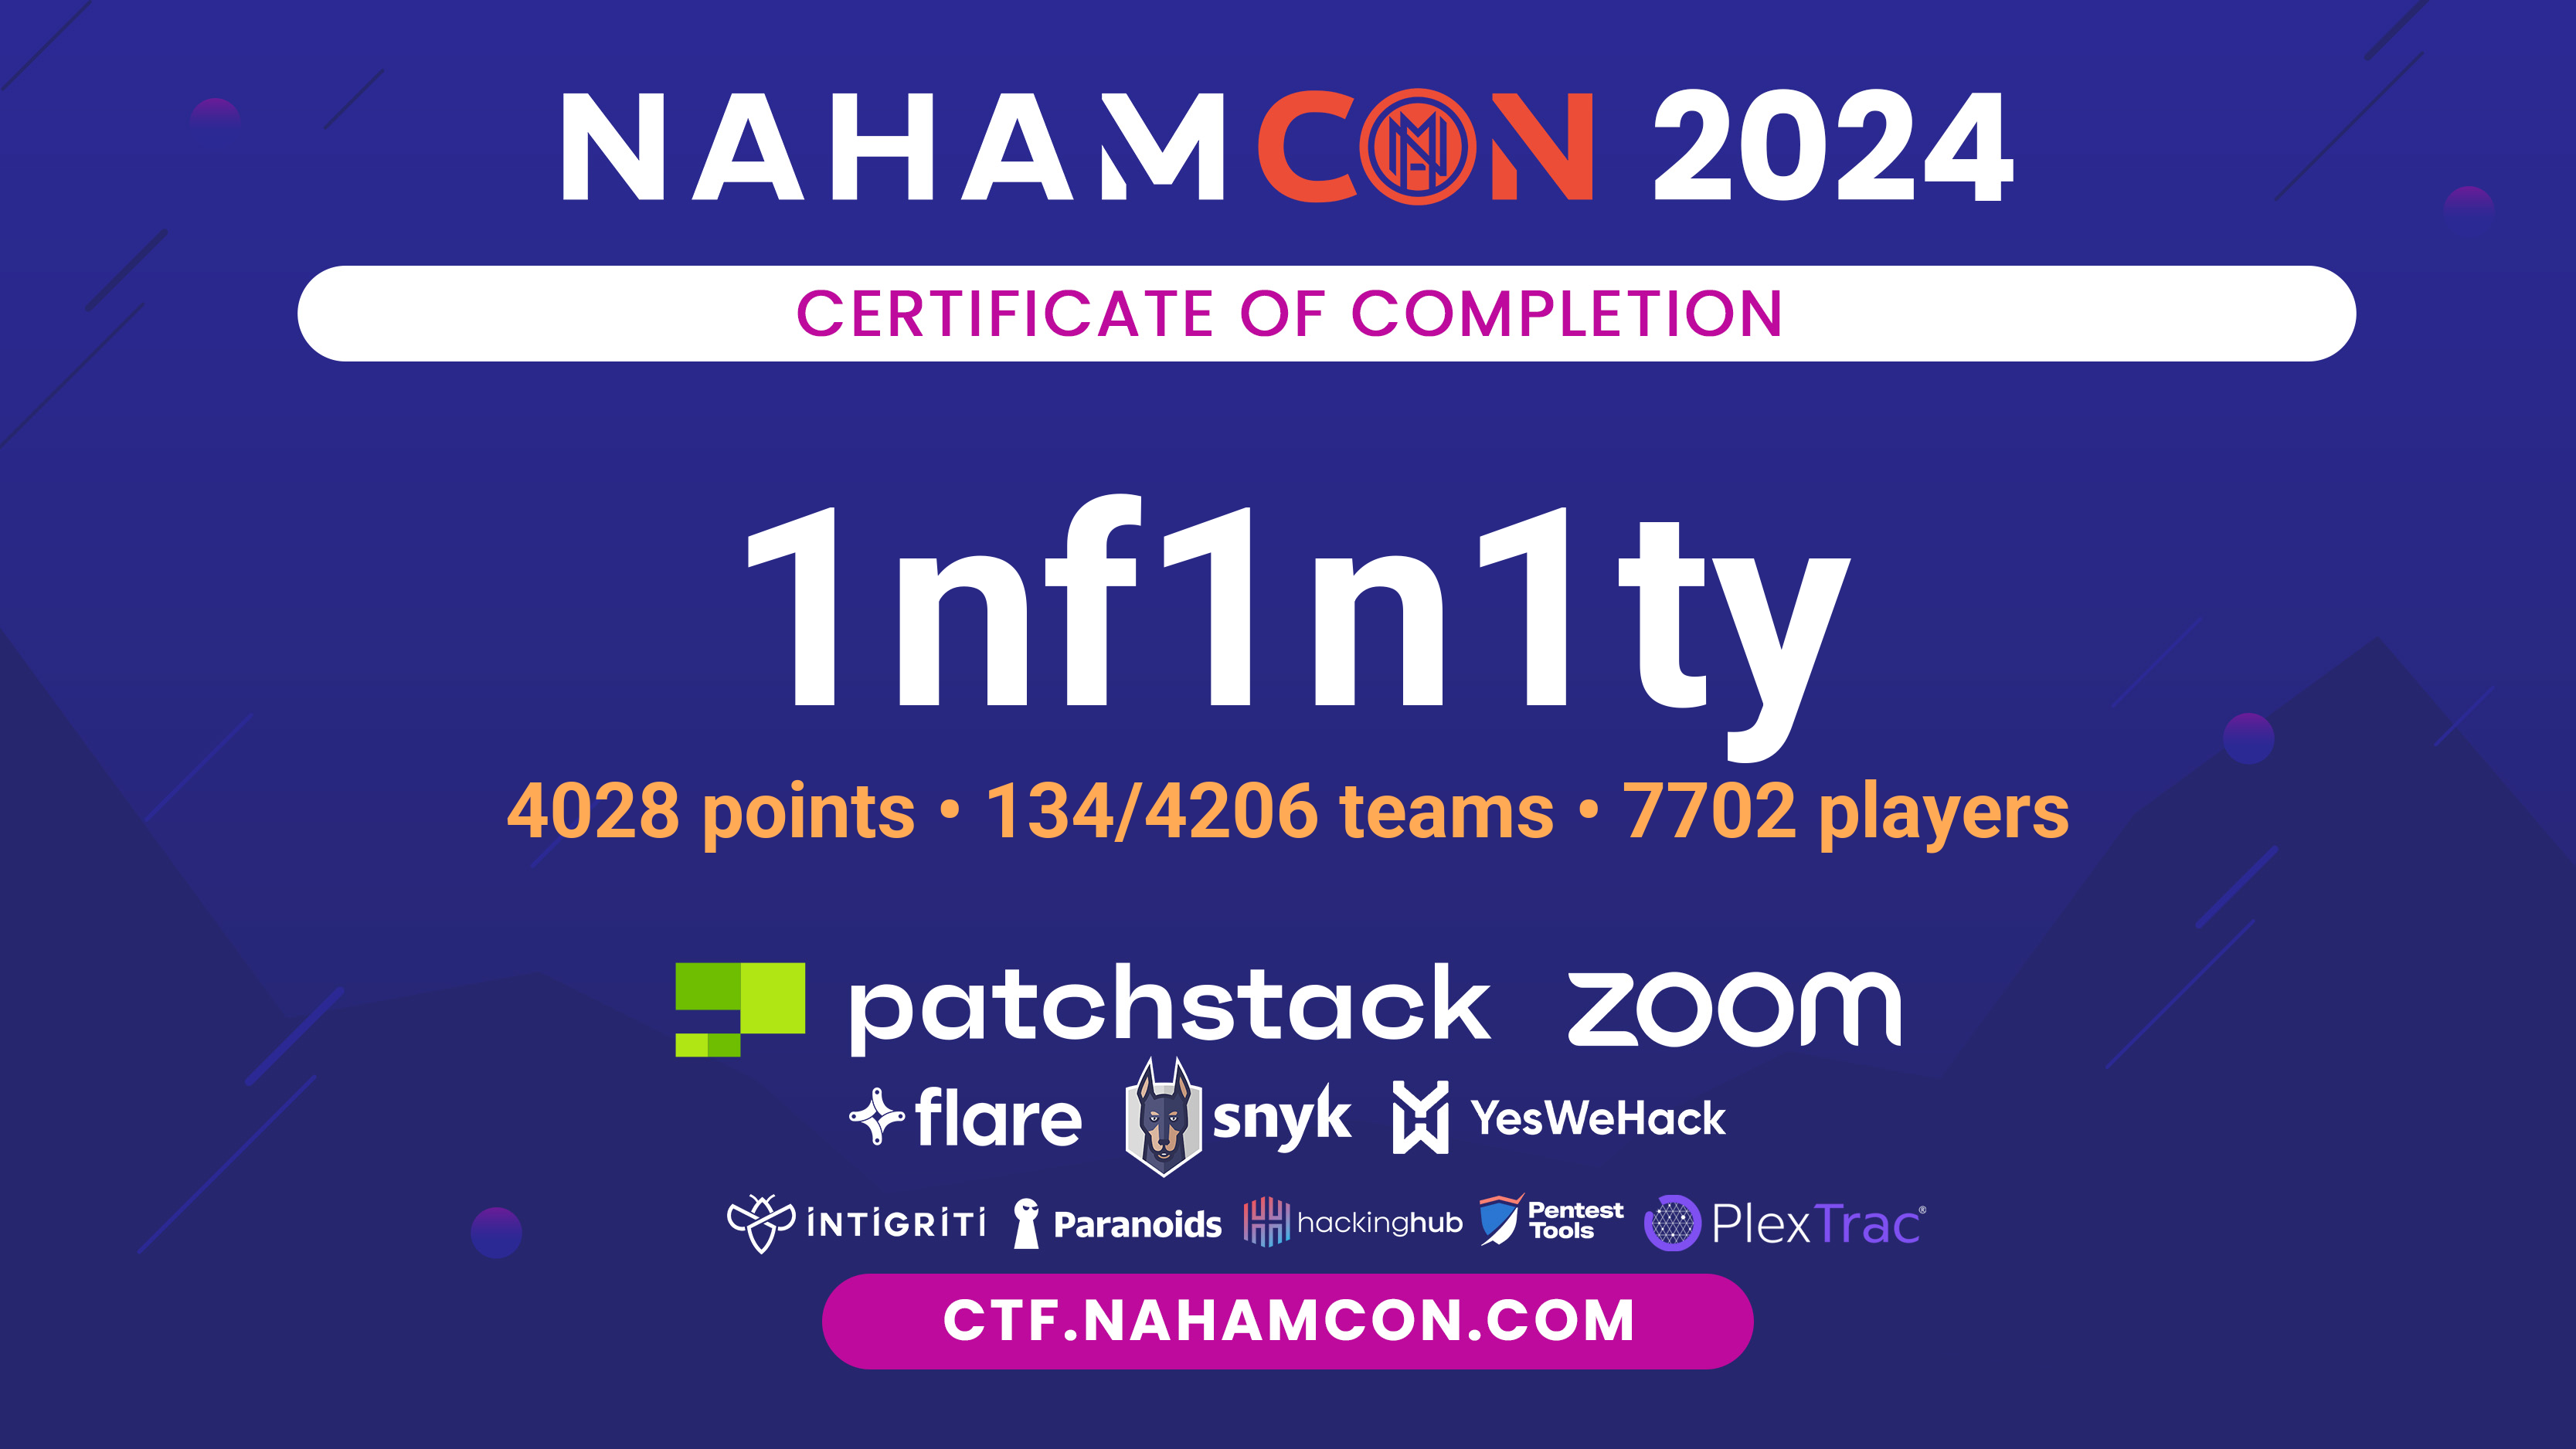 NAHAMCON 2024
CERTIFICATE OF COMPLETION
1nf1n1ty
4028 points • 134/4206 teams • 7702 players
patchstack zoom
flare snyk YesWeHack
INTIGRITI Paranoids hackinghub Pentest Tools PlexTrac®
CTF.NAHAMCON.COM